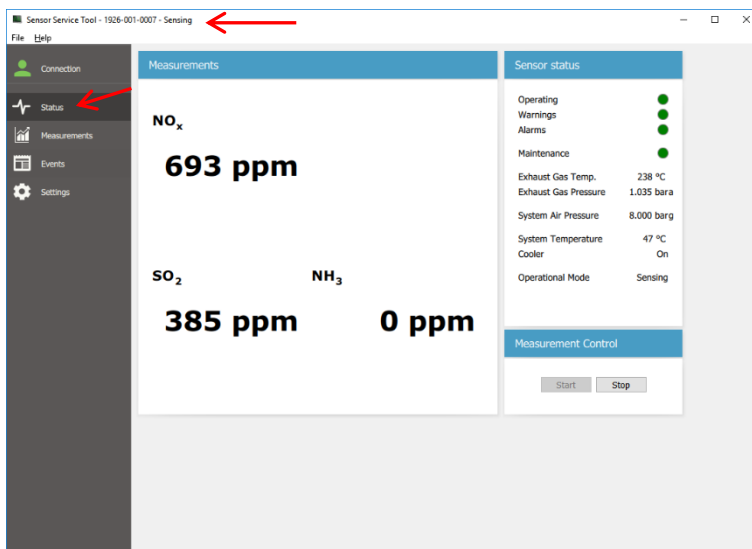 Sensor Service Tool - 1926-001-0007 - Sensing
File Help
Connection
Status
Measurements
Events
Settings
Measurements
NOx
693 ppm
SO2 NH3
385 ppm 0 ppm
Sensor status
Operating
Warnings
Alarms
Maintenance
Exhaust Gas Temp. 238 °C
Exhaust Gas Pressure 1.035 bara
System Air Pressure 8.000 barg
System Temperature 47 °C
Cooler On
Operational Mode Sensing
Measurement Control
Start Stop